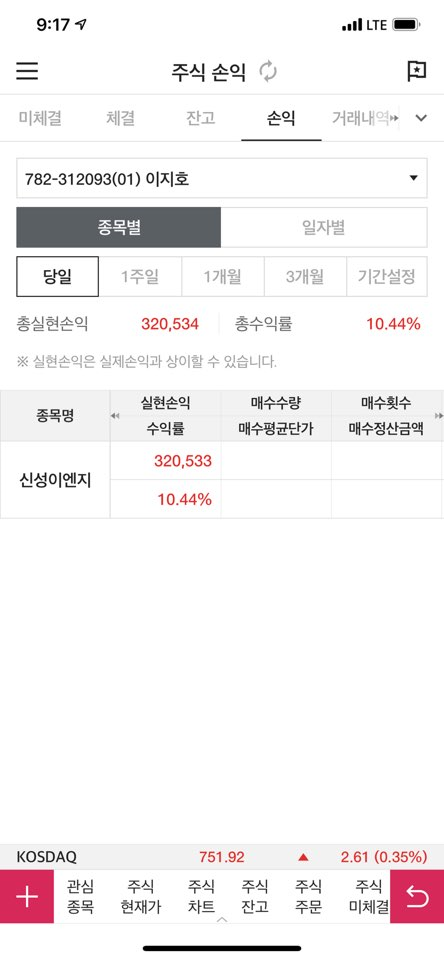 9:17 LTE
주식 손익
미체결 체결 잔고 손익 거래내역
782-312093(01) 이지호
종목별 일자별
당일 1주일 1개월 3개월 기간설정
총실현손익 320,534 총수익률 10.44%
※ 실현손익은 실제손익과 상이할 수 있습니다.
종목명 실현손익 매수수량 매수횟수
수익률 매수평균단가 매수정산금액
신성이엔지 320,533
10.44%
KOSDAQ 751.92 ▲ 2.61 (0.35%)
관심 주식 주식 주식 주식 주식
종목 현재가 차트 잔고 주문 미체결